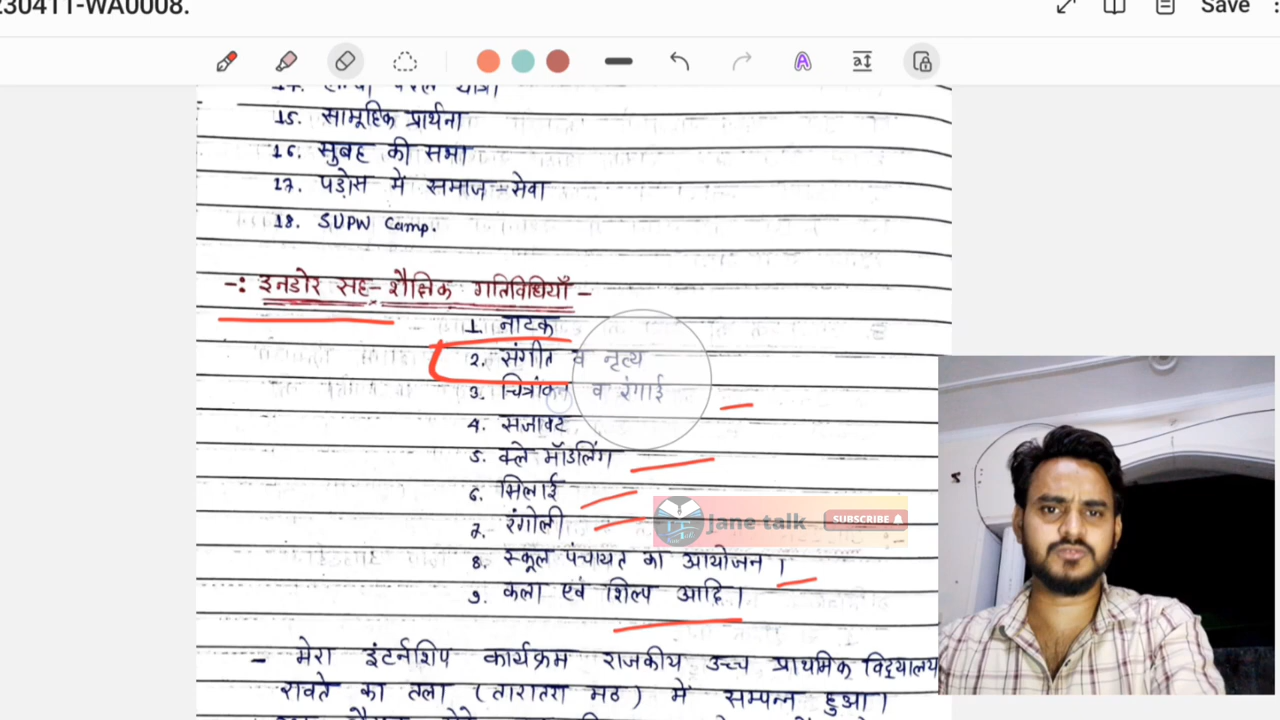 230411-WA0008.
Save
यात्रा
15. सामूहिक प्रार्थना
16. सुबह की सभा
17. पड़ोस में समाज-सेवा
18. SUPW Camp.
-: इनडोर सह-शैक्षिक गतिविधियाँ -
1. नाटक
2. संगीत व नृत्य
3. चित्रांकन व रंगाई
4. सजावट
5. क्ले मॉडलिंग
6. सिलाई
7. रंगोली
jane talk
SUBSCRIBE
8. स्कूल पंचायत का आयोजन ।
9. कला एवं शिल्प आदि ।
- मेरा इंटर्नशिप कार्यक्रम राजकीय उच्च प्राथमिक विद्यालय
रावते का तला (तारातरा मठ) में सम्पन्न हुआ।